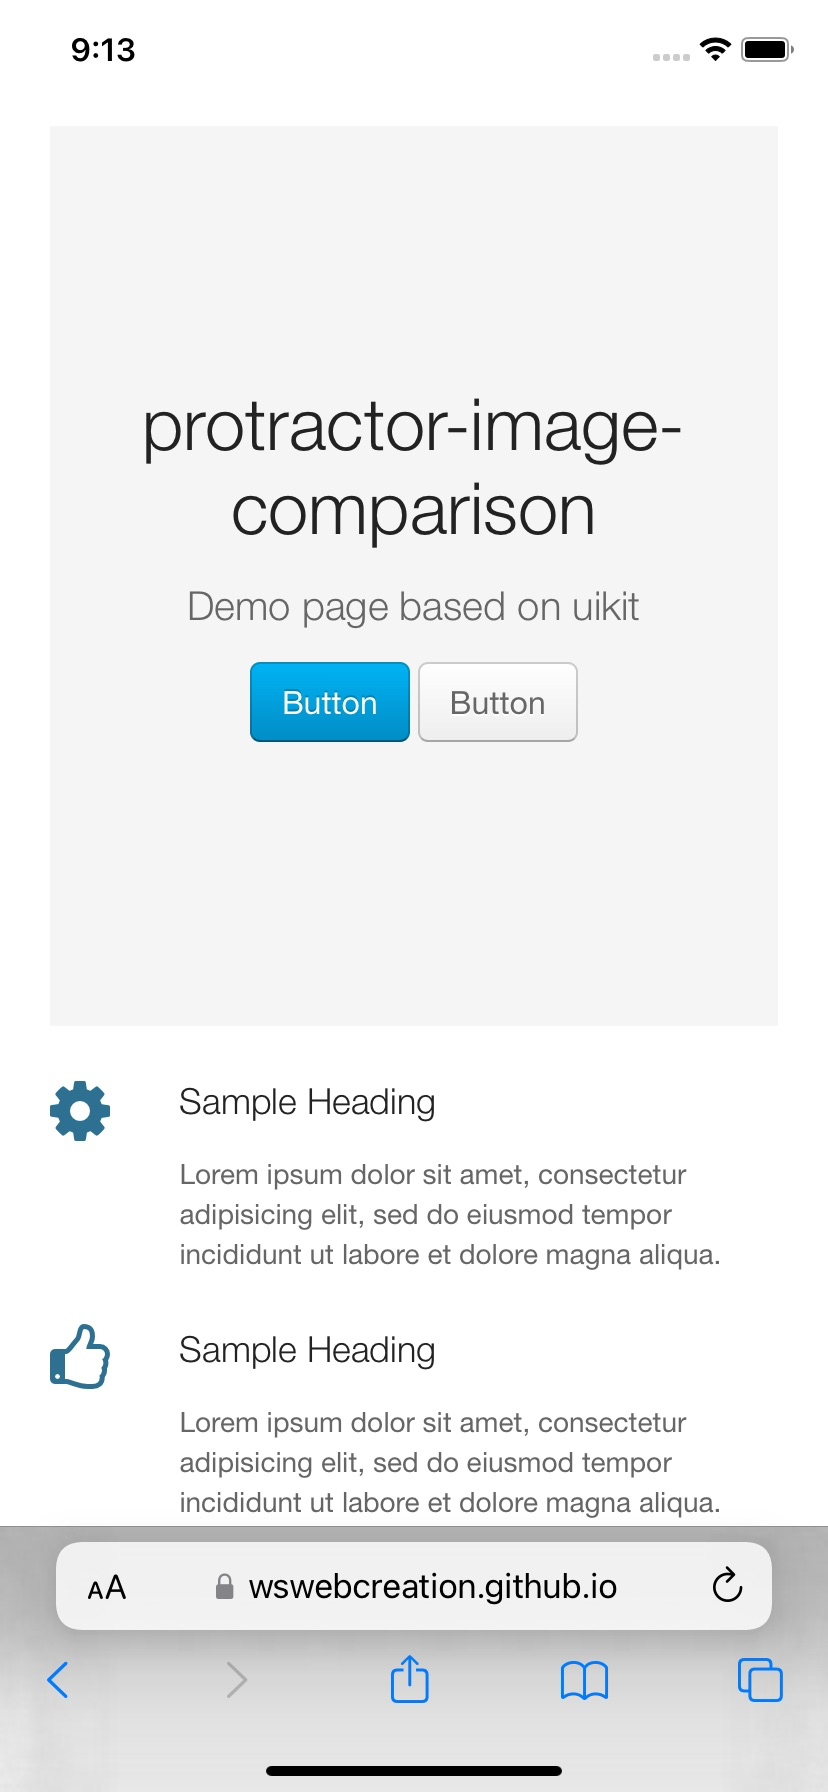 9:13
protractor-image-
comparison
Demo page based on uikit
Button Button
Sample Heading
Lorem ipsum dolor sit amet, consectetur
adipisicing elit, sed do eiusmod tempor
incididunt ut labore et dolore magna aliqua.
Sample Heading
Lorem ipsum dolor sit amet, consectetur
adipisicing elit, sed do eiusmod tempor
incididunt ut labore et dolore magna aliqua.
AA wswebcreation.github.io